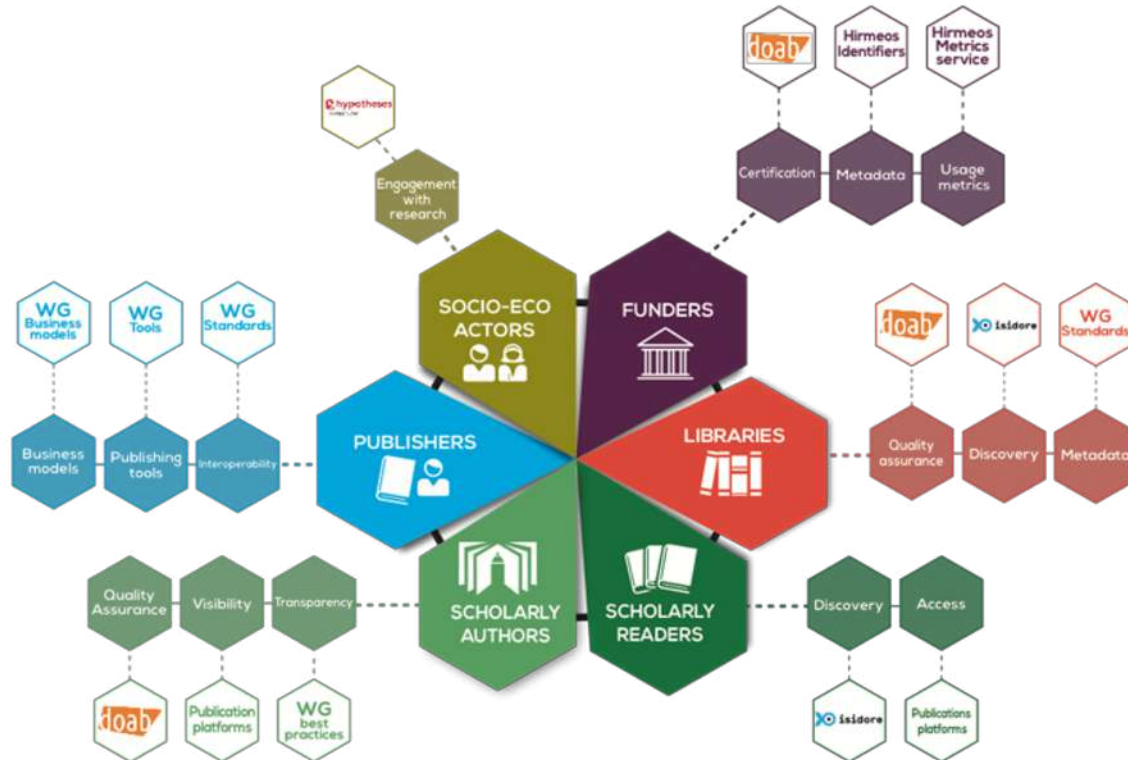 doab
Hirmeos
Identifiers
Hirmeos
Metrics
service
hypotheses
Certification
Metadata
Usage
metrics
Engagement
with
research
SOCIO-ECO
ACTORS
FUNDERS
WG
Business
models
WG
Tools
WG
Standards
doab
isidore
WG
Standards
PUBLISHERS
LIBRARIES
Business
models
Publishing
tools
Interoperability
Quality
assurance
Discovery
Metadata
Quality
Assurance
Visibility
Transparency
SCHOLARLY
AUTHORS
SCHOLARLY
READERS
Discovery
Access
doab
Publication
platforms
WG
best
practices
isidore
Publications
platforms